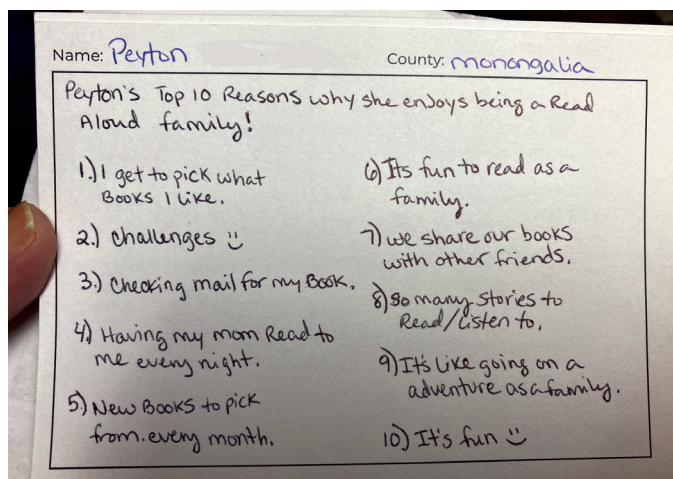 Name: Peyton
County: monongalia
Peyton's Top 10 Reasons why she enjoys being a Read
Aloud family!
1.) I get to pick what
Books I like.
2.) Challenges ü
3.) Checking mail for my Book.
4.) Having my mom Read to
me every night.
5.) New Books to pick
from. every month.
6) Its fun to read as a
family.
7) we share our books
with other friends.
8) so many stories to
Read/Listen to.
9) It's like going on a
adventure as a family.
10) It's fun ü